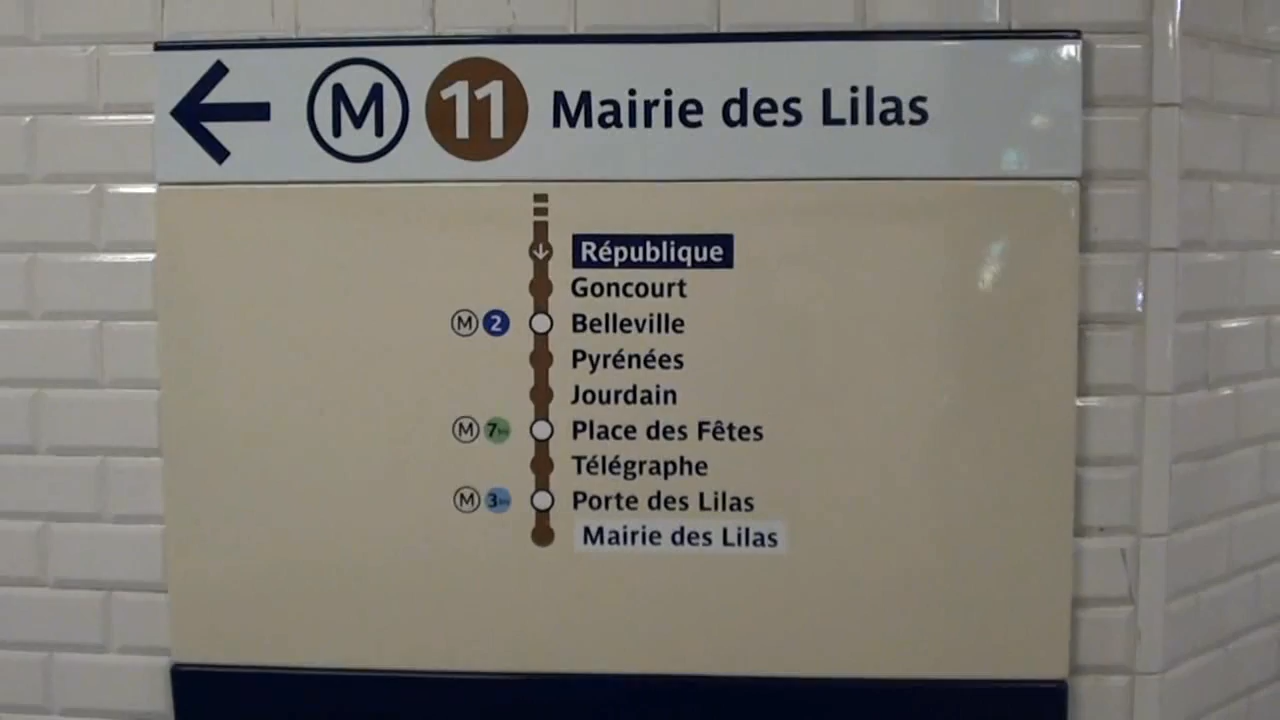 M 11 Mairie des Lilas
République
Goncourt
M 2 Belleville
Pyrénées
Jourdain
M 7bis Place des Fêtes
Télégraphe
M 3bis Porte des Lilas
Mairie des Lilas